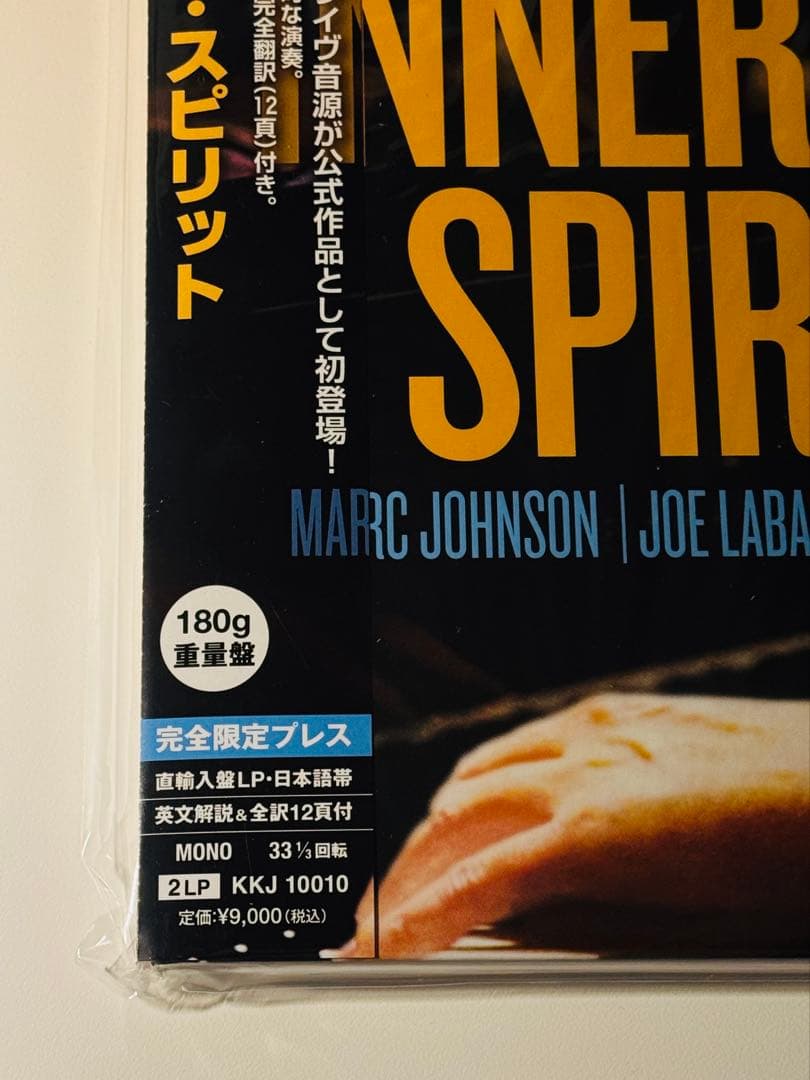 ・スピリット
イヴ音源が公式作品として初登場！
な演奏。
完全翻訳(12頁)付き。
INNER
SPIR
MARC JOHNSON | JOE LABA
180g
重量盤
完全限定プレス
直輸入盤LP・日本語帯
英文解説&全訳12頁付
MONO 33 1/3回転
2LP KKJ 10010
定価:¥9,000(税込)